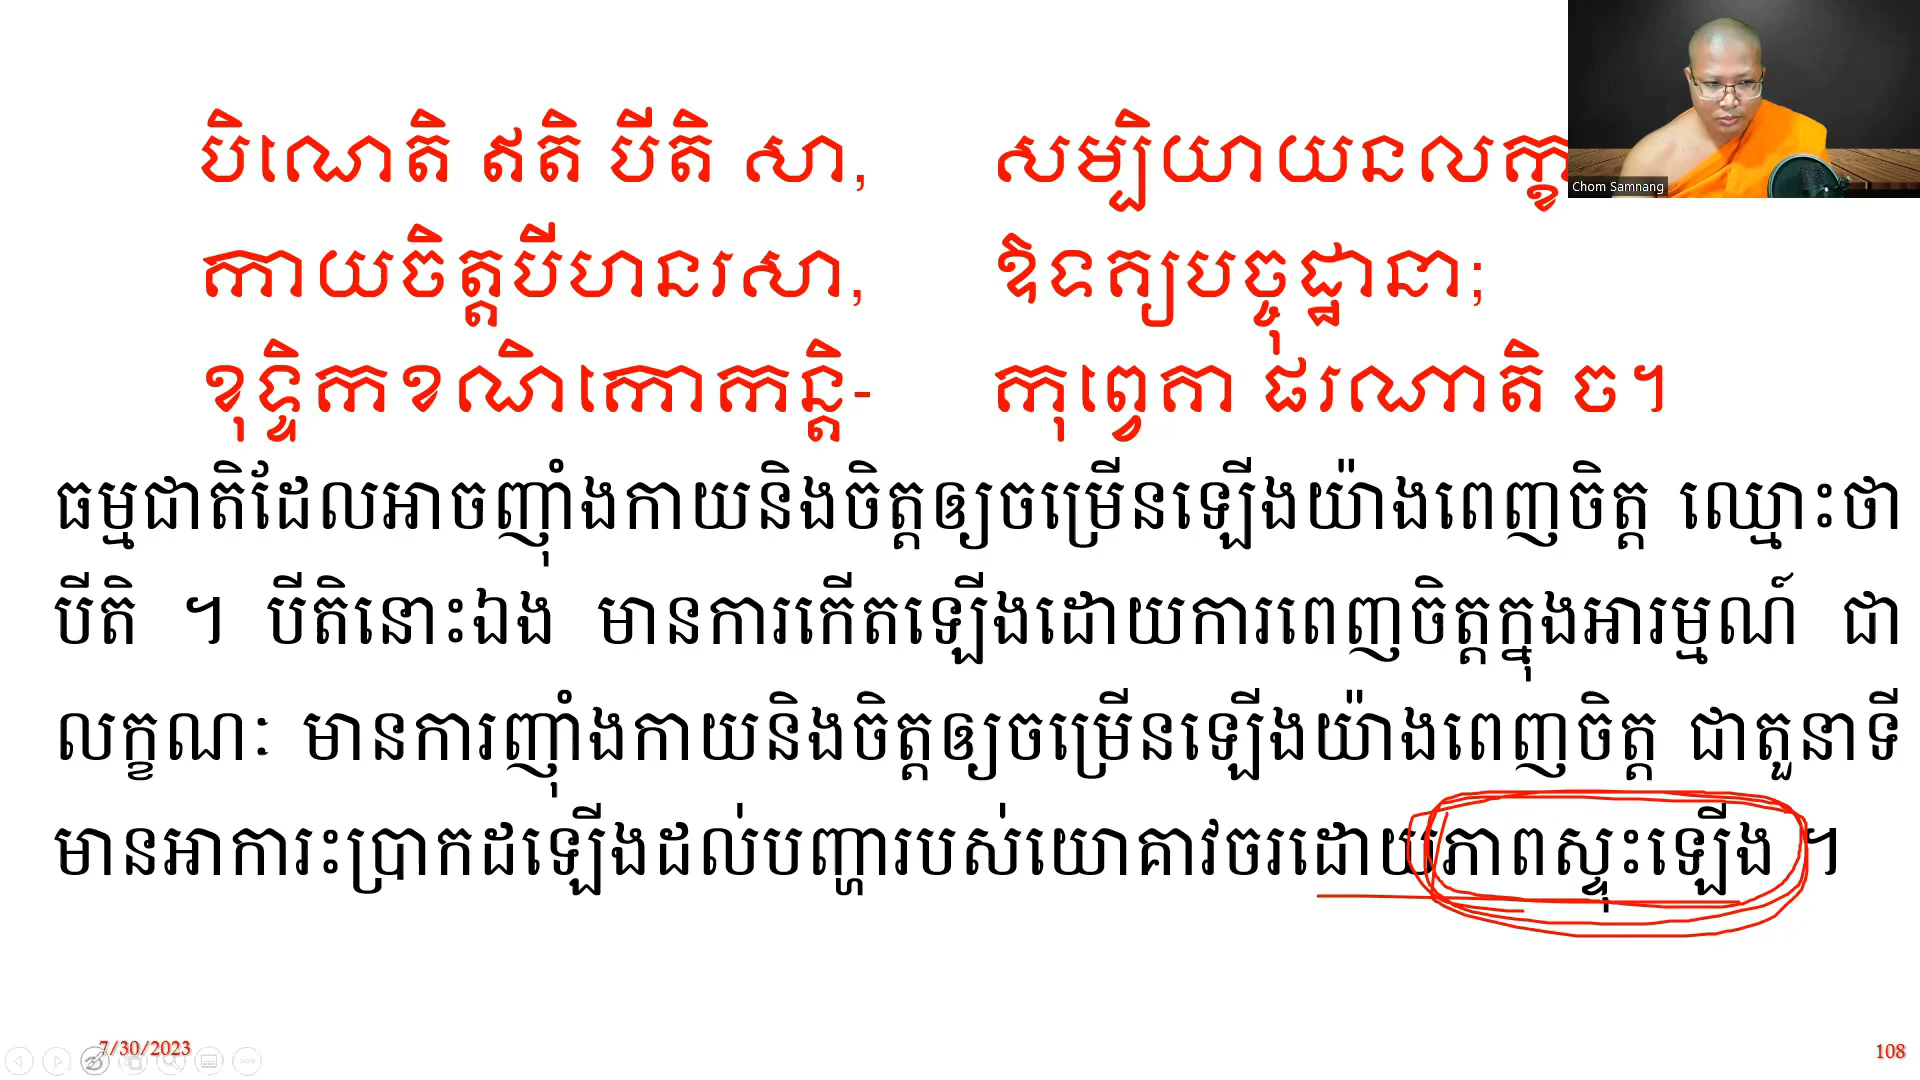 បិណេតិ ឥតិ បីតិ សា, សម្បិយាយនលក្ខ
Chom Samnang
កាយចិត្តបីហនរសា, ឱទក្យបច្ចុដ្ឋានា;
ខុទ្ទិកខណិកោកន្តិ- កុព្វេគា ផរណាតិ ច។
ធម្មជាតិដែលអាចញ៉ាំងកាយនិងចិត្តឲ្យចម្រើនឡើងយ៉ាងពេញចិត្ត ឈ្មោះថា
បីតិ ។ បីតិនោះឯង មានការកើតឡើងដោយការពេញចិត្តក្នុងអារម្មណ៍ ជា
លក្ខណៈ មានការញ៉ាំងកាយនិងចិត្តឲ្យចម្រើនឡើងយ៉ាងពេញចិត្ត ជាតួនាទី
មានអាការះប្រាកដឡើងដល់បញ្ហារបស់យោគាវចរដោយភាពស្ទុះឡើង ។
7/30/2023
108